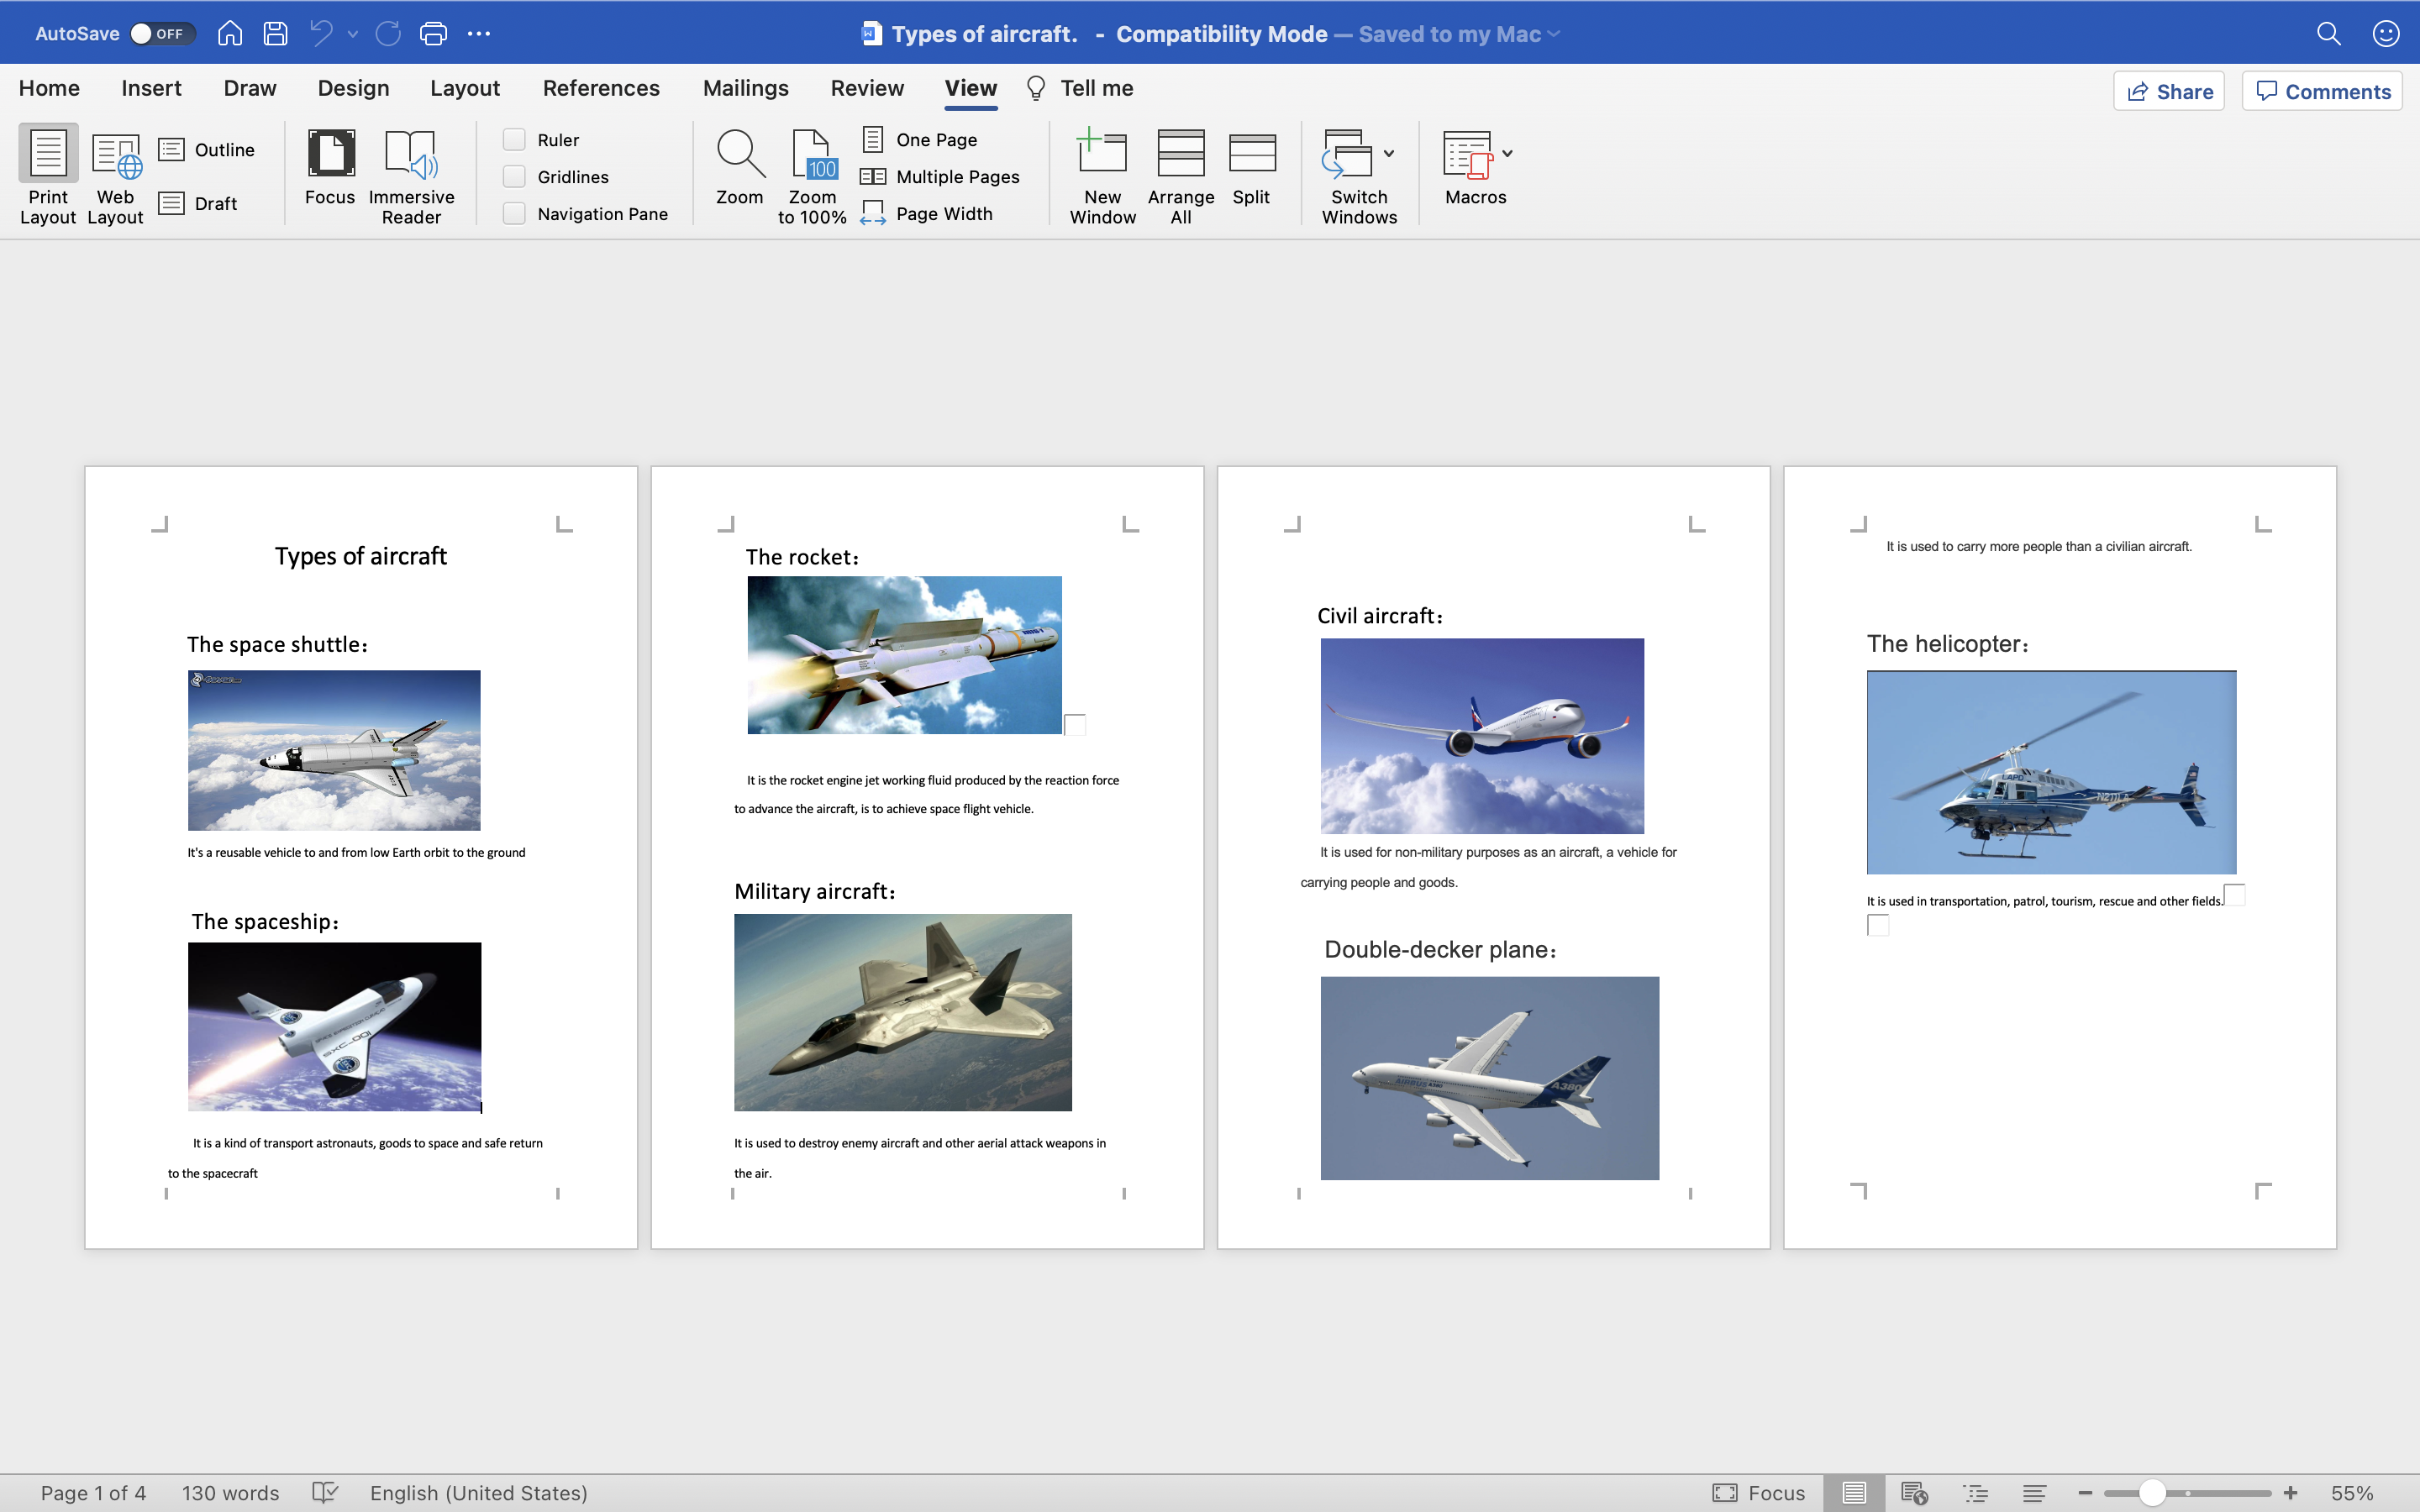 AutoSave OFF
Types of aircraft. - Compatibility Mode — Saved to my Mac
Home Insert Draw Design Layout References Mailings Review View Tell me Share Comments
Print Layout
Web Layout
Outline
Draft
Focus
Immersive Reader
Ruler
Gridlines
Navigation Pane
Zoom
100
Zoom to 100%
One Page
Multiple Pages
Page Width
New Window
Arrange All
Split
Switch Windows
Macros
Types of aircraft
The space shuttle：
It's a reusable vehicle to and from low Earth orbit to the ground
The spaceship：
SXC_001
It is a kind of transport astronauts, goods to space and safe return
to the spacecraft
The rocket：
It is the rocket engine jet working fluid produced by the reaction force
to advance the aircraft, is to achieve space flight vehicle.
Military aircraft：
It is used to destroy enemy aircraft and other aerial attack weapons in
the air.
Civil aircraft：
It is used for non-military purposes as an aircraft, a vehicle for
carrying people and goods.
Double-decker plane：
AIRBUS A380
A380
It is used to carry more people than a civilian aircraft.
The helicopter：
LAPD
It is used in transportation, patrol, tourism, rescue and other fields.
Page 1 of 4 130 words English (United States) Focus 55%